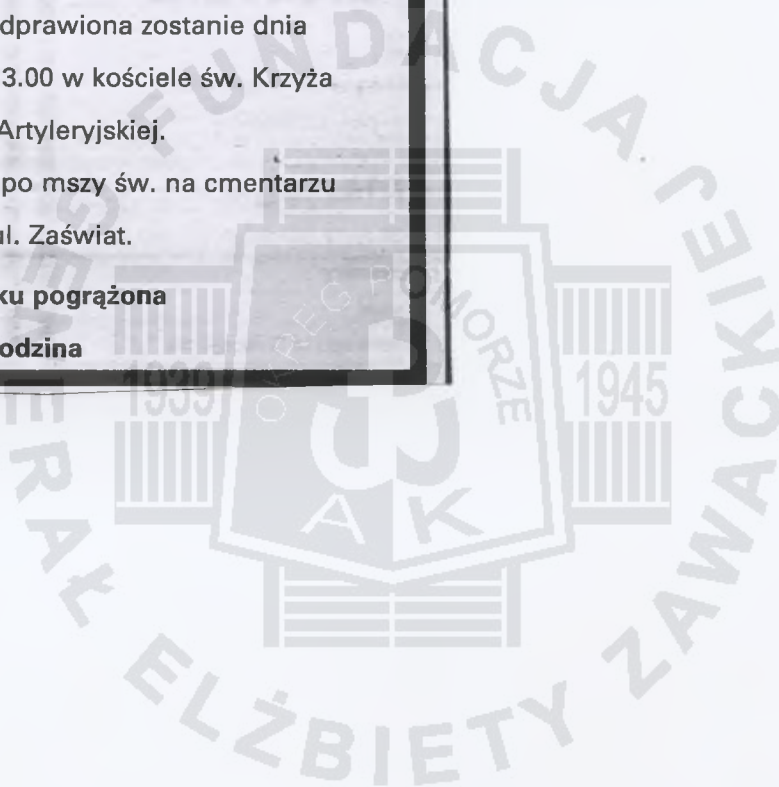 dprawiona zostanie dnia
3.00 w kościele św. Krzyża
Artyleryjskiej.
po mszy św. na cmentarzu
ul. Zaświat.
ku pogrążona
odzina
FUNDACJA GENERAŁ ELŻBIETY ZAWACKIEJ
OKRĘG POMORZE
1939
1945
A K